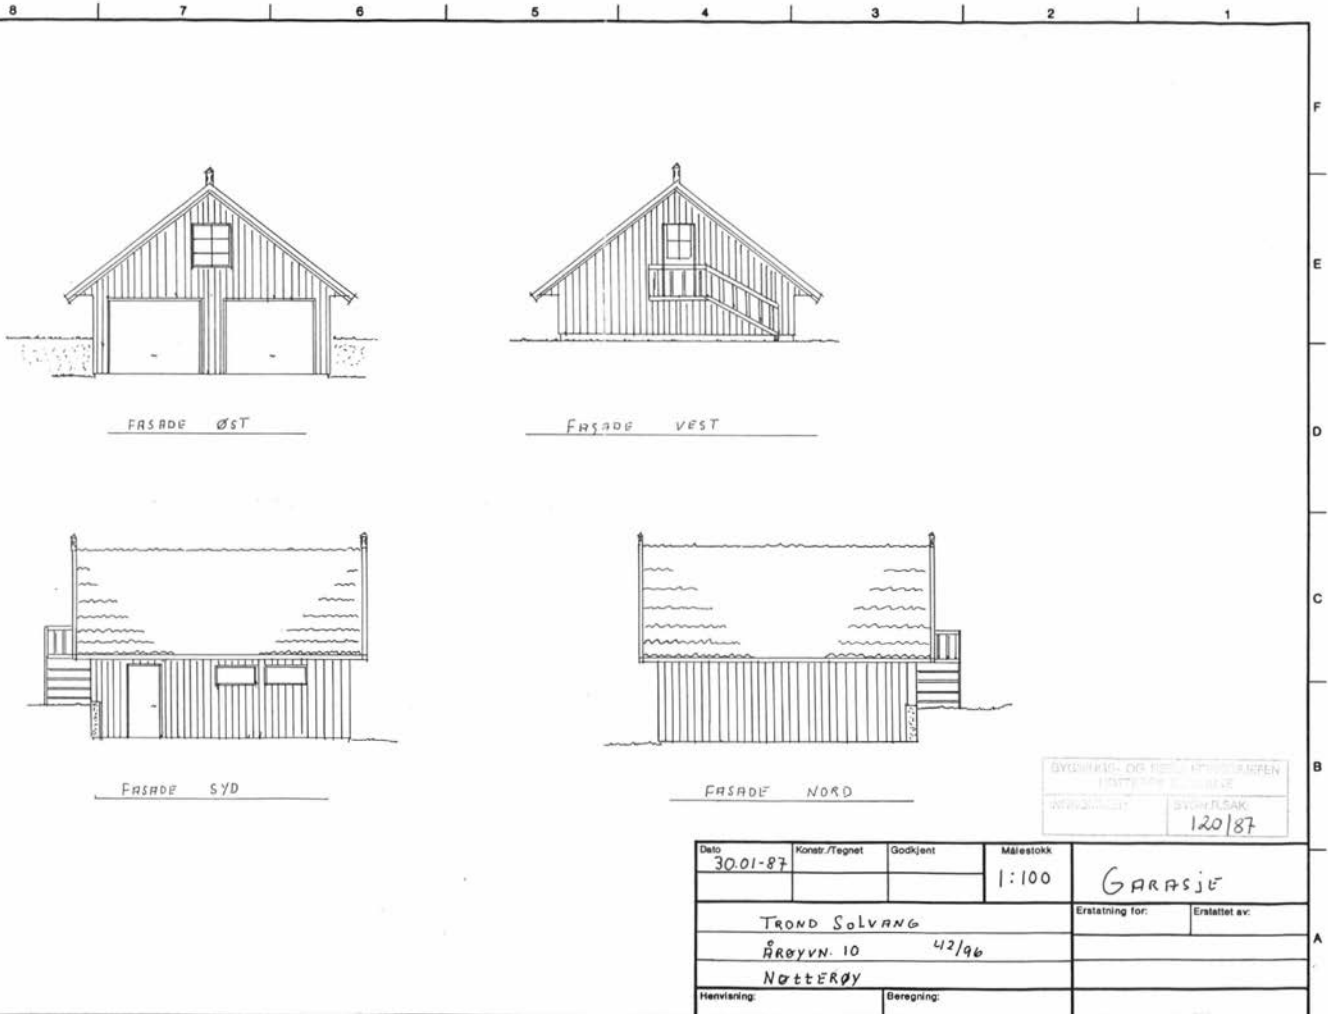 8 7 6 5 4 3 2 1
F
E
D
C
B
A
FASADE ØST
FASADE VEST
FASADE SYD
FASADE NORD
BYGNINGS- OG
120/87
Dato Konstr./Tegnet Godkjent Målestokk
30.01-87
1:100
GARASJE
TROND SOLVANG
ÅRØYVN. 10 42/96
NØTTERØY
Erstatning for: Erstattet av:
Henvisning: Beregning: